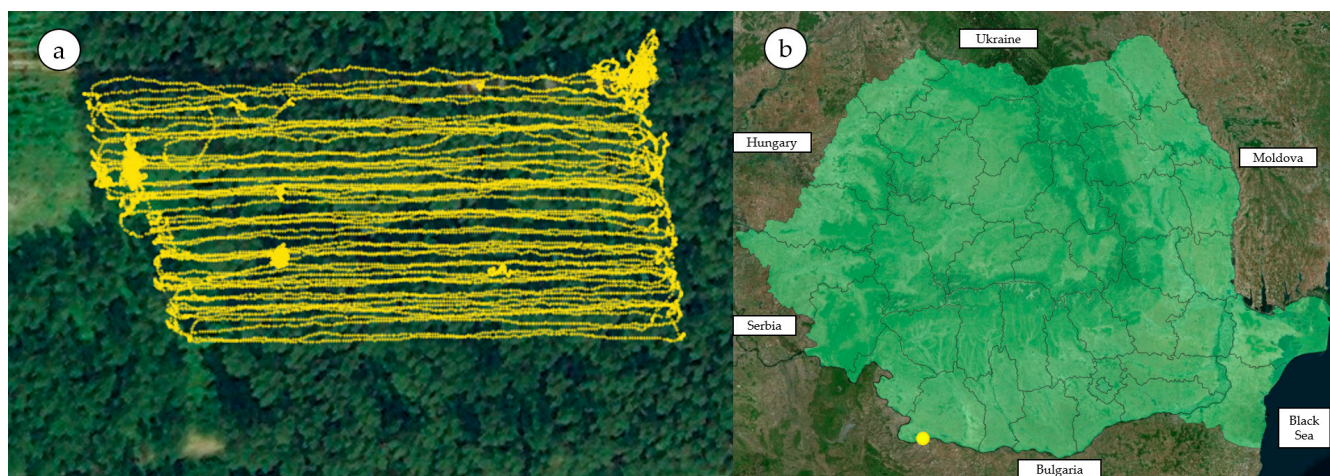 a
b
Ukraine
Hungary
Moldova
Serbia
Black
Sea
Bulgaria